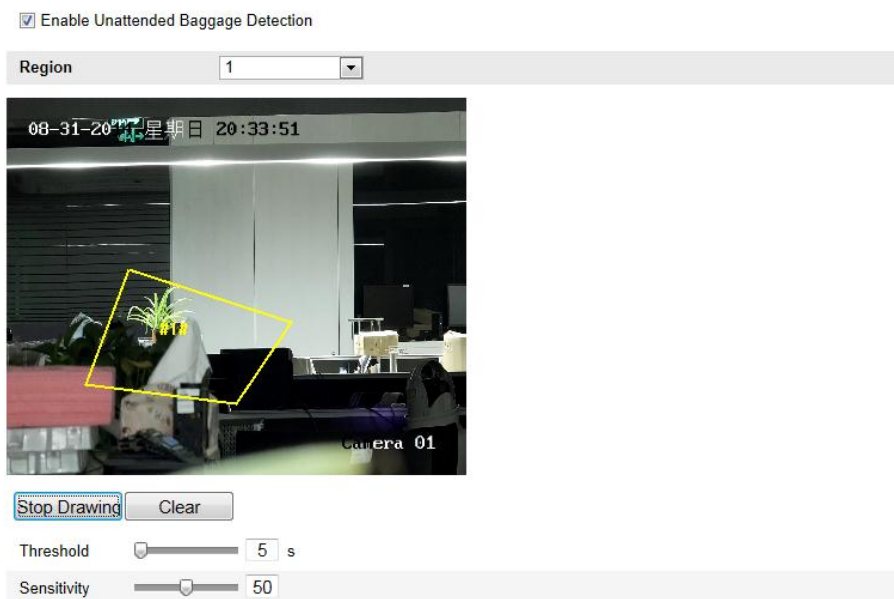 Enable Unattended Baggage Detection
Region 1
08-31-20 星期日 20:33:51
#1#
Camera 01
Stop Drawing Clear
Threshold 5 s
Sensitivity 50